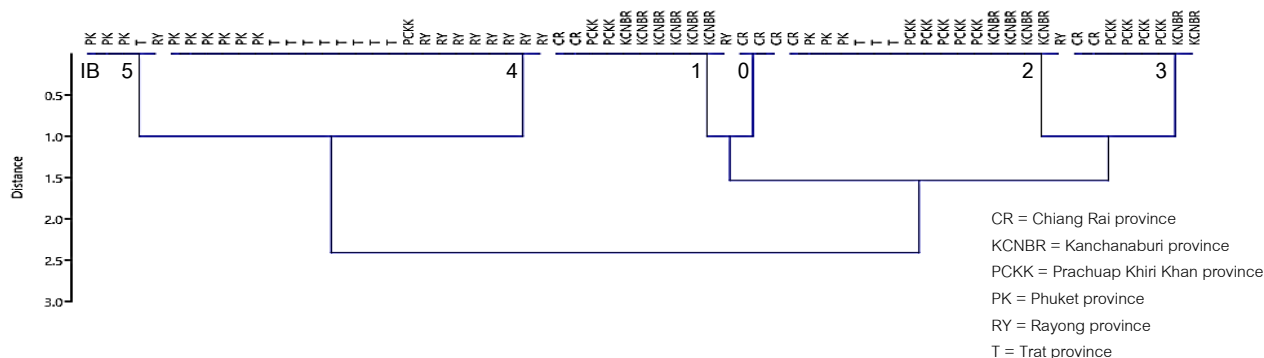 PK PK PK T RY PK PK PK PK PK PK T T T T T T T T PCKK RY RY RY RY RY RY RY RY CR CR PCKK PCKK KCNBR KCNBR KCNBR KCNBR KCNBR KCNBR RY CR CR CR CR PK PK PK T T T PCKK PCKK PCKK PCKK PCKK KCNBR KCNBR KCNBR KCNBR RY CR CR PCKK PCKK PCKK PCKK KCNBR KCNBR
IB 5 4 1 0 2 3
0.5
1.0
1.5
2.0
2.5
3.0
Distance
CR = Chiang Rai province
KCNBR = Kanchanaburi province
PCKK = Prachuap Khiri Khan province
PK = Phuket province
RY = Rayong province
T = Trat province